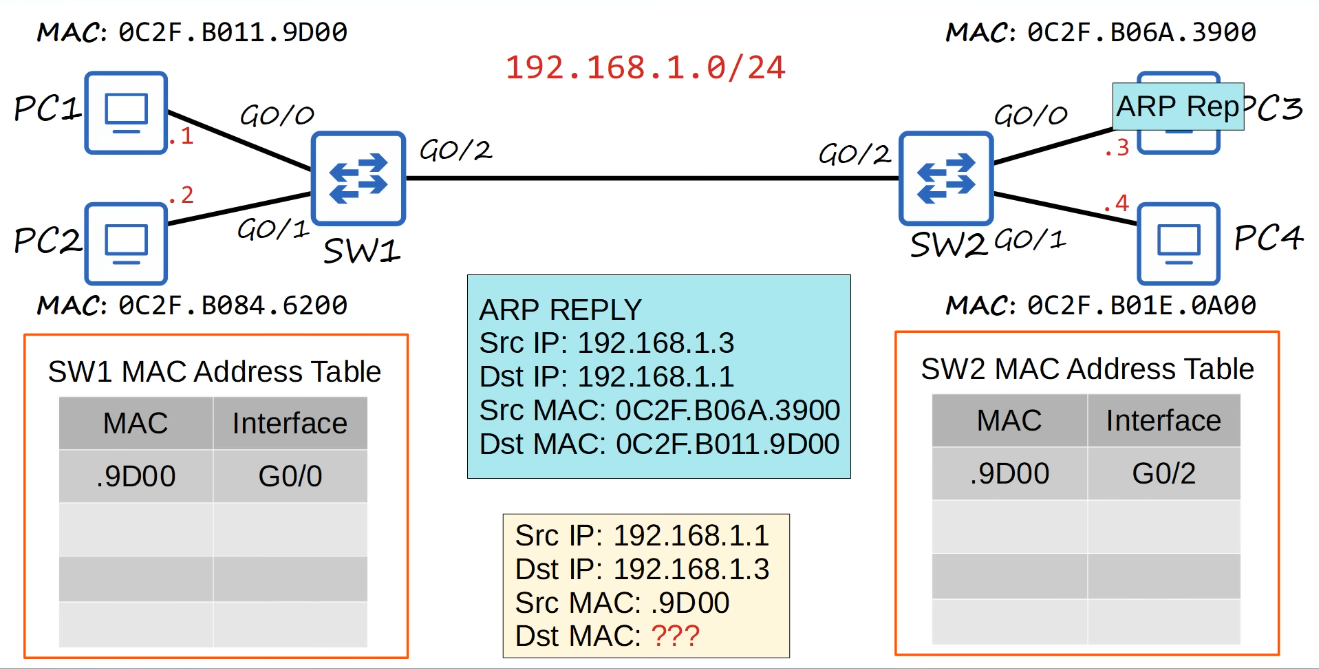 MAC: 0C2F.B011.9D00
MAC: 0C2F.B06A.3900
192.168.1.0/24
PC1
G0/0
.1
G0/2
G0/2
G0/0
ARP Rep
PC3
.3
.2
PC2
G0/1
SW1
.4
SW2
G0/1
PC4
MAC: 0C2F.B084.6200
MAC: 0C2F.B01E.0A00
ARP REPLY
Src IP: 192.168.1.3
Dst IP: 192.168.1.1
Src MAC: 0C2F.B06A.3900
Dst MAC: 0C2F.B011.9D00
SW1 MAC Address Table
MAC Interface
.9D00 G0/0
SW2 MAC Address Table
MAC Interface
.9D00 G0/2
Src IP: 192.168.1.1
Dst IP: 192.168.1.3
Src MAC: .9D00
Dst MAC: ???